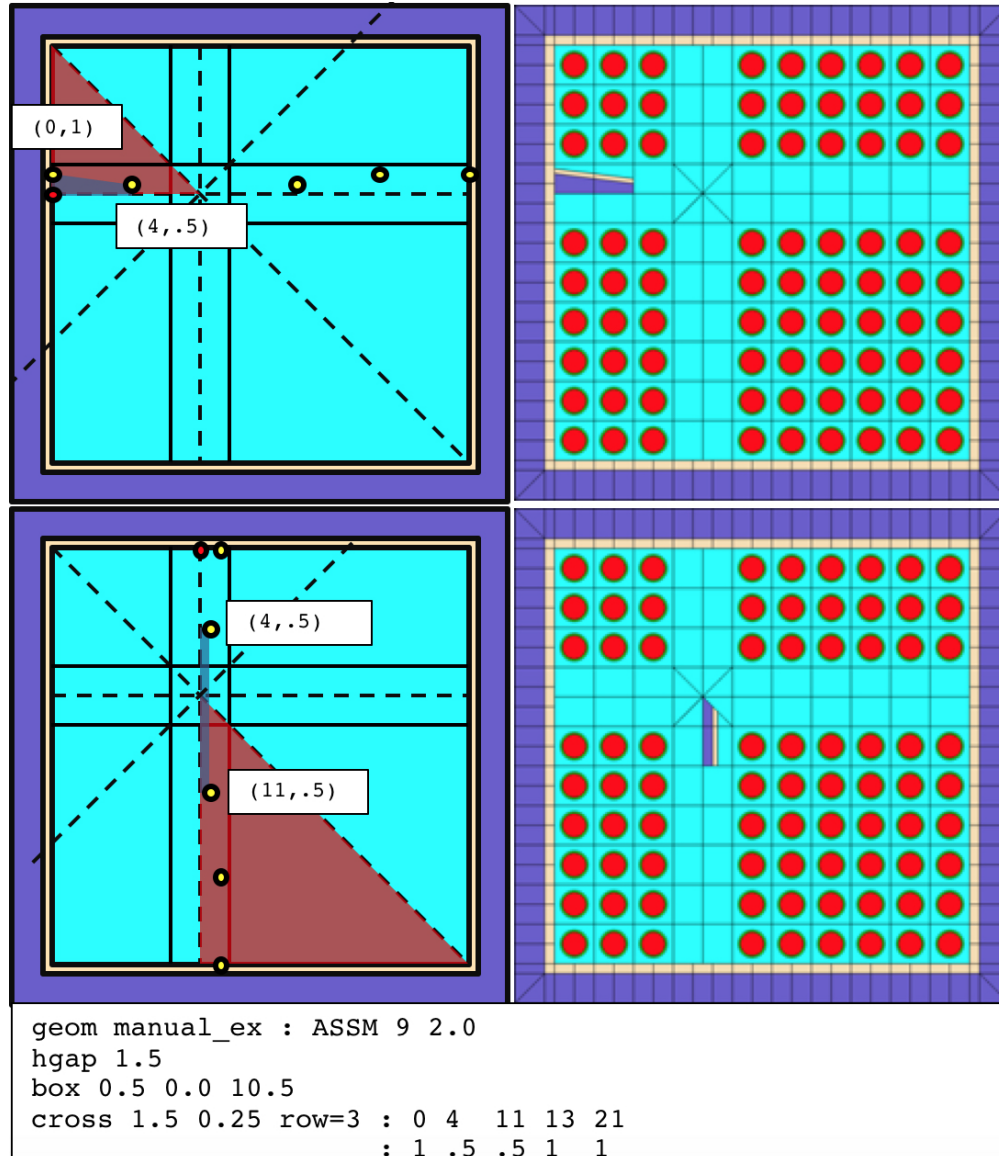 (0,1)
(4,.5)
(4,.5)
(11,.5)
geom manual_ex : ASSM 9 2.0
hgap 1.5
box 0.5 0.0 10.5
cross 1.5 0.25 row=3 : 0 4 11 13 21
: 1 .5 .5 1 1